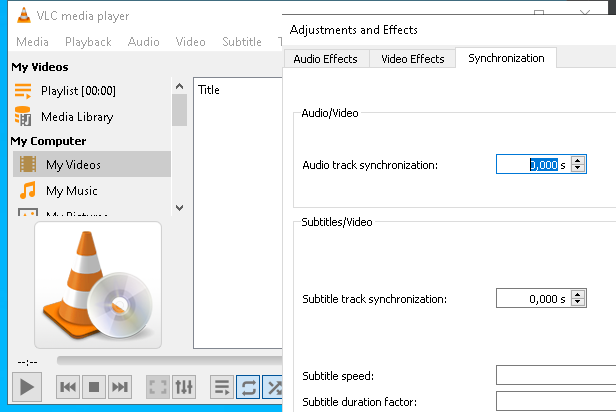 VLC media player
Media Playback Audio Video Subtitle
My Videos
Playlist [00:00]
Media Library
My Computer
My Videos
My Music
My Pictures
Title
--:--
Adjustments and Effects
Audio Effects Video Effects Synchronization
Audio/Video
Audio track synchronization: 0,000 s
Subtitles/Video
Subtitle track synchronization: 0,000 s
Subtitle speed:
Subtitle duration factor: